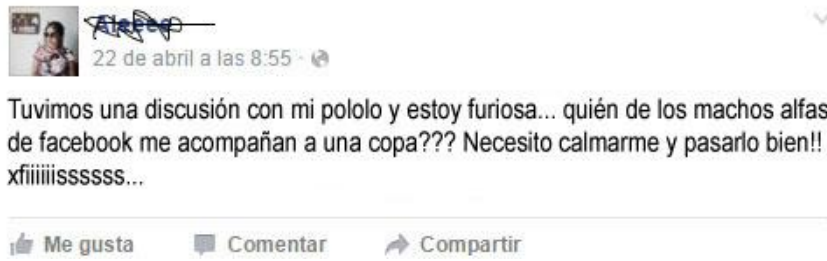 22 de abril a las 8:55 ·
Tuvimos una discusión con mi pololo y estoy furiosa... quién de los machos alfas
de facebook me acompañan a una copa??? Necesito calmarme y pasarlo bien!!
xfiiiiiissssss...
Me gusta Comentar Compartir